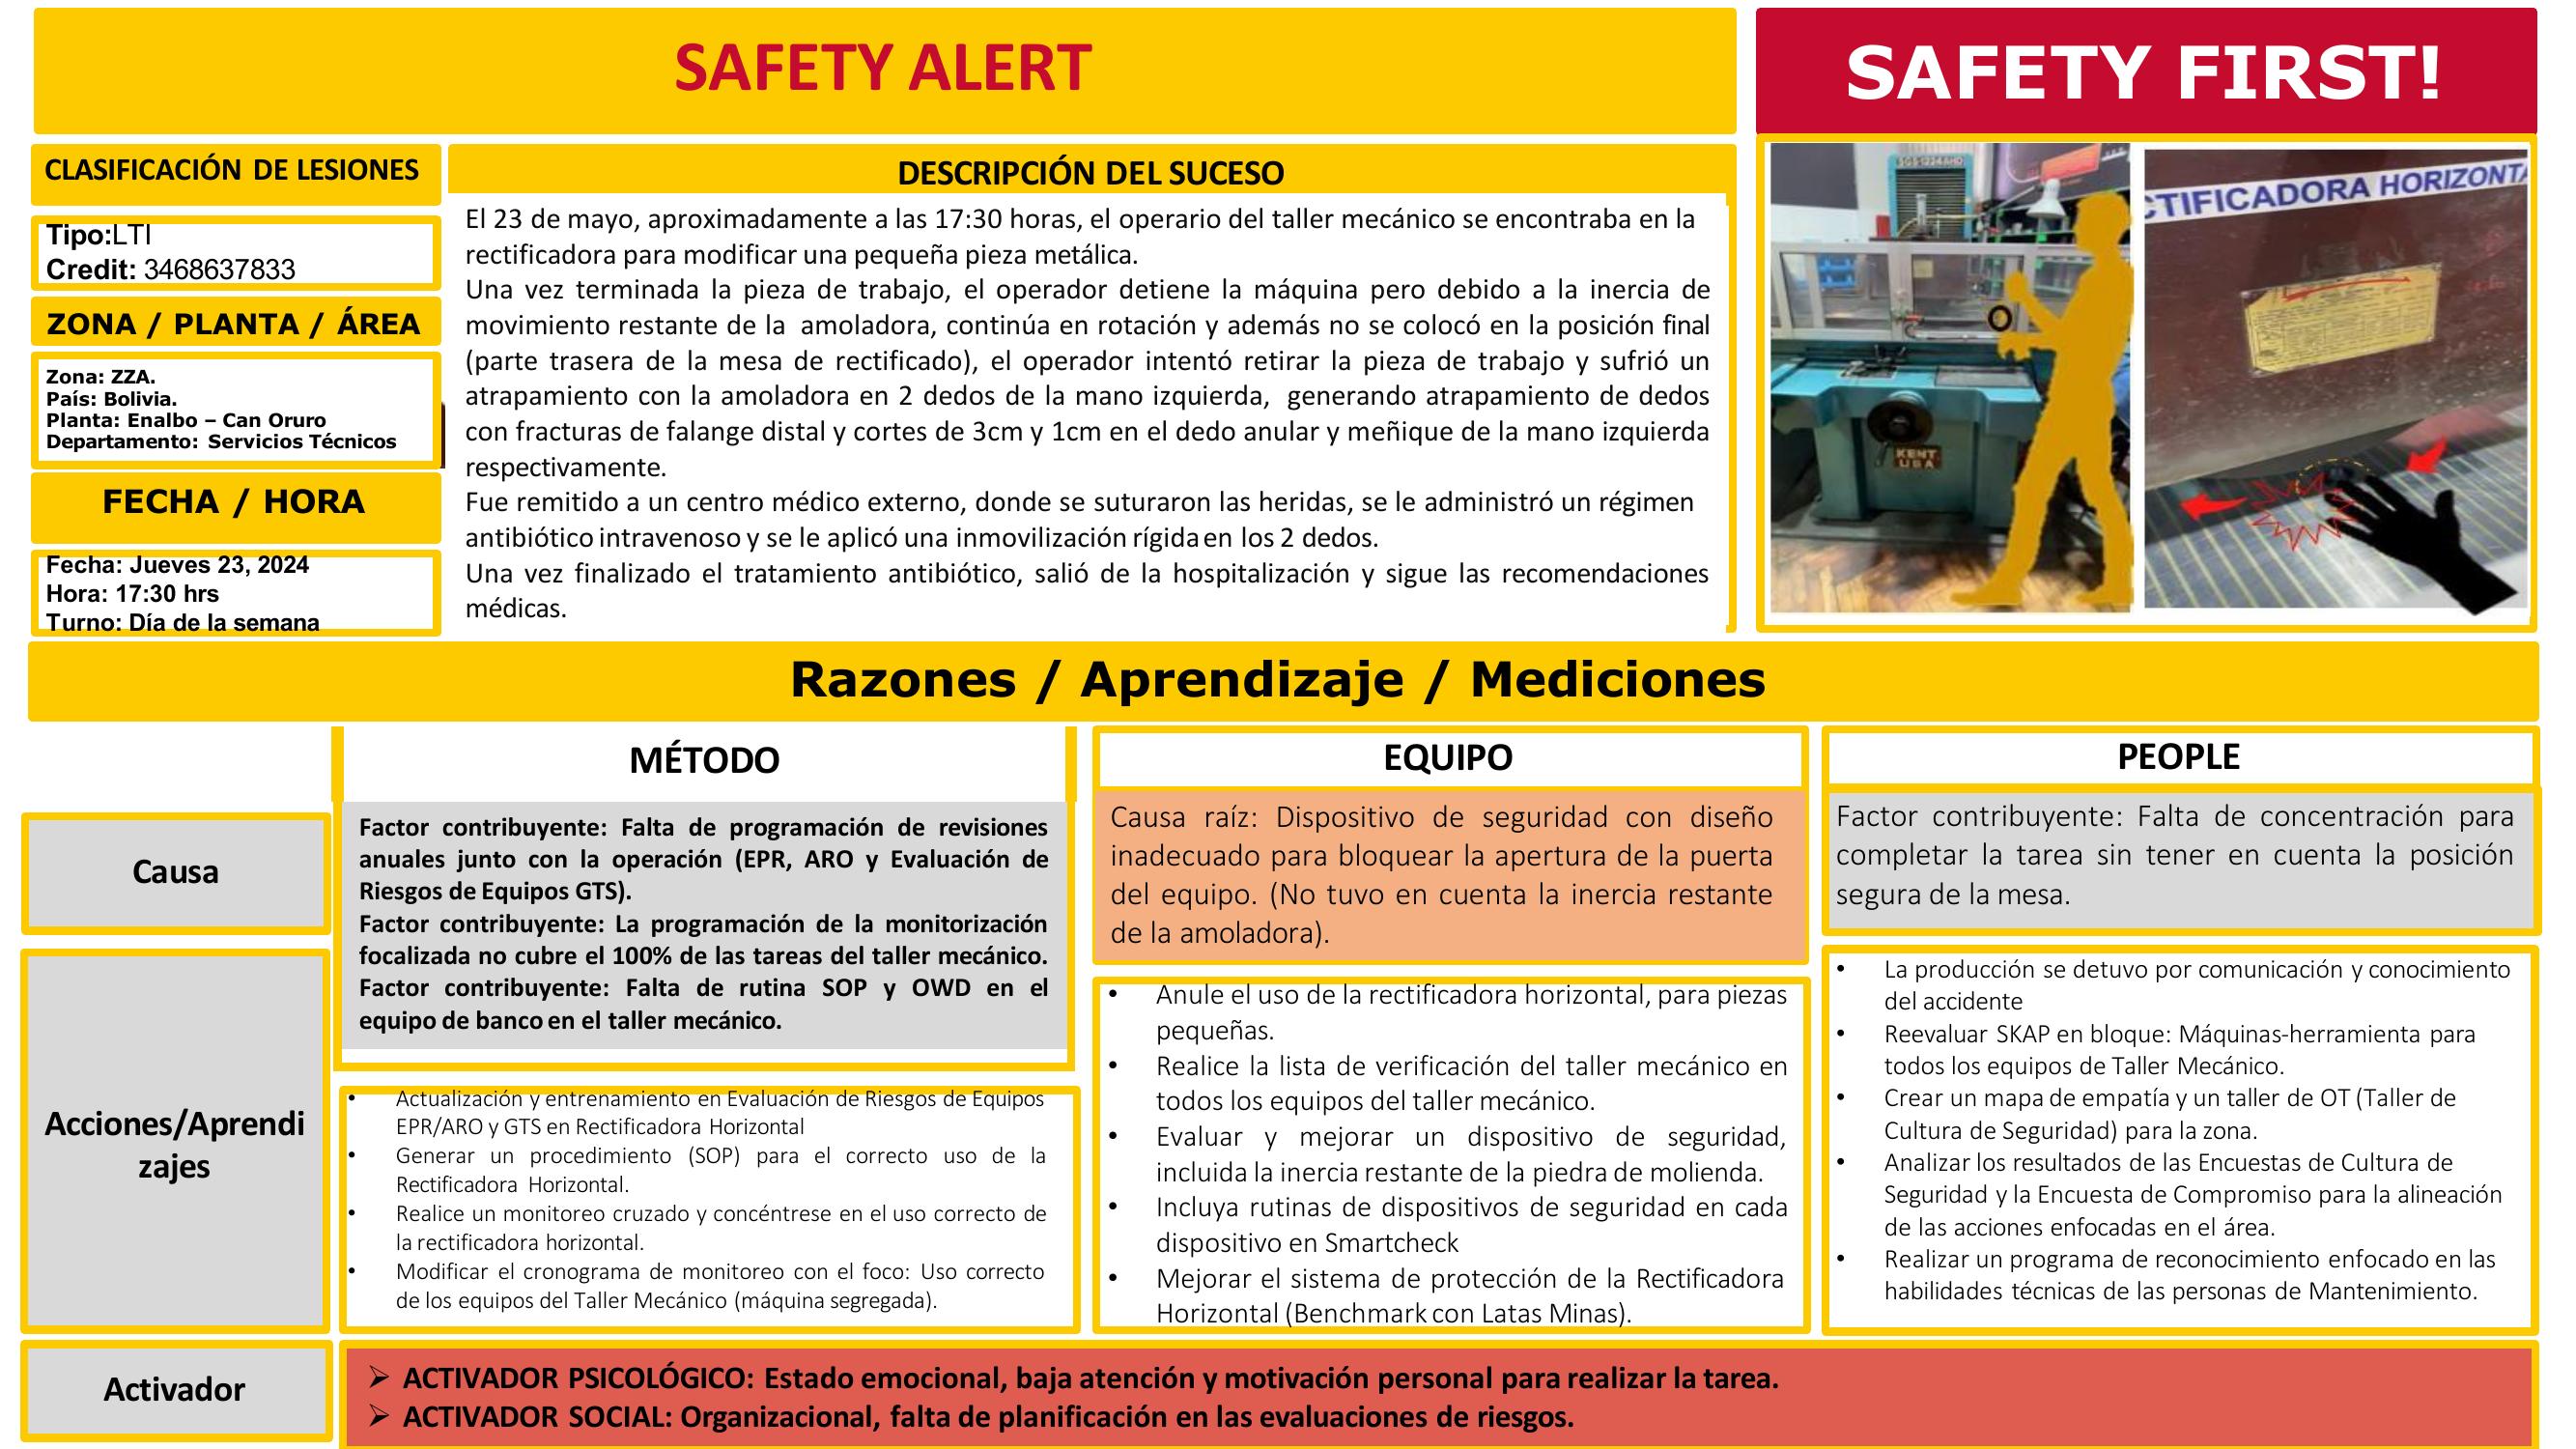 SAFETY ALERT
SAFETY FIRST!
CLASIFICACIÓN DE LESIONES
Tipo:LTI
Credit: 3468637833
ZONA / PLANTA / ÁREA
Zona: ZZA.
País: Bolivia.
Planta: Enalbo – Can Oruro
Departamento: Servicios Técnicos
FECHA / HORA
Fecha: Jueves 23, 2024
Hora: 17:30 hrs
Turno: Día de la semana
DESCRIPCIÓN DEL SUCESO
El 23 de mayo, aproximadamente a las 17:30 horas, el operario del taller mecánico se encontraba en la
rectificadora para modificar una pequeña pieza metálica.
Una vez terminada la pieza de trabajo, el operador detiene la máquina pero debido a la inercia de
movimiento restante de la amoladora, continúa en rotación y además no se colocó en la posición final
(parte trasera de la mesa de rectificado), el operador intentó retirar la pieza de trabajo y sufrió un
atrapamiento con la amoladora en 2 dedos de la mano izquierda, generando atrapamiento de dedos
con fracturas de falange distal y cortes de 3cm y 1cm en el dedo anular y meñique de la mano izquierda
respectivamente.
Fue remitido a un centro médico externo, donde se suturaron las heridas, se le administró un régimen
antibiótico intravenoso y se le aplicó una inmovilización rígida en los 2 dedos.
Una vez finalizado el tratamiento antibiótico, salió de la hospitalización y sigue las recomendaciones
médicas.
SGS-1224AHD
KENT
USA
CTIFICADORA HORIZONTA
Razones / Aprendizaje / Mediciones
MÉTODO
EQUIPO
PEOPLE
Causa
Factor contribuyente: Falta de programación de revisiones
anuales junto con la operación (EPR, ARO y Evaluación de
Riesgos de Equipos GTS).
Factor contribuyente: La programación de la monitorización
focalizada no cubre el 100% de las tareas del taller mecánico.
Factor contribuyente: Falta de rutina SOP y OWD en el
equipo de banco en el taller mecánico.
Causa raíz: Dispositivo de seguridad con diseño
inadecuado para bloquear la apertura de la puerta
del equipo. (No tuvo en cuenta la inercia restante
de la amoladora).
Factor contribuyente: Falta de concentración para
completar la tarea sin tener en cuenta la posición
segura de la mesa.
Acciones/Aprendi
zajes
• Actualización y entrenamiento en Evaluación de Riesgos de Equipos
EPR/ARO y GTS en Rectificadora Horizontal
• Generar un procedimiento (SOP) para el correcto uso de la
Rectificadora Horizontal.
• Realice un monitoreo cruzado y concéntrese en el uso correcto de
la rectificadora horizontal.
• Modificar el cronograma de monitoreo con el foco: Uso correcto
de los equipos del Taller Mecánico (máquina segregada).
• Anule el uso de la rectificadora horizontal, para piezas
pequeñas.
• Realice la lista de verificación del taller mecánico en
todos los equipos del taller mecánico.
• Evaluar y mejorar un dispositivo de seguridad,
incluida la inercia restante de la piedra de molienda.
• Incluya rutinas de dispositivos de seguridad en cada
dispositivo en Smartcheck
• Mejorar el sistema de protección de la Rectificadora
Horizontal (Benchmark con Latas Minas).
• La producción se detuvo por comunicación y conocimiento
del accidente
• Reevaluar SKAP en bloque: Máquinas-herramienta para
todos los equipos de Taller Mecánico.
• Crear un mapa de empatía y un taller de OT (Taller de
Cultura de Seguridad) para la zona.
• Analizar los resultados de las Encuestas de Cultura de
Seguridad y la Encuesta de Compromiso para la alineación
de las acciones enfocadas en el área.
• Realizar un programa de reconocimiento enfocado en las
habilidades técnicas de las personas de Mantenimiento.
Activador
➢ ACTIVADOR PSICOLÓGICO: Estado emocional, baja atención y motivación personal para realizar la tarea.
➢ ACTIVADOR SOCIAL: Organizacional, falta de planificación en las evaluaciones de riesgos.